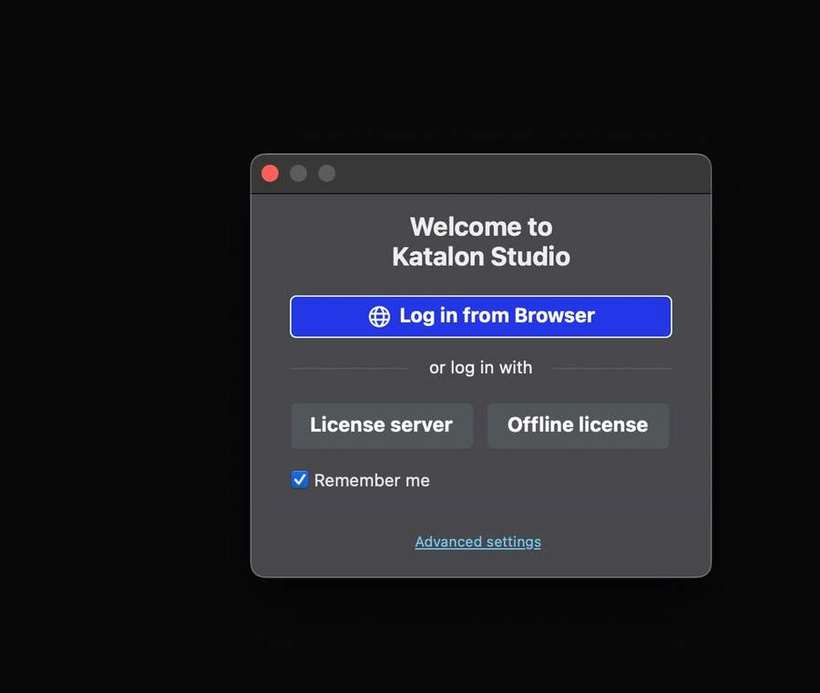 Welcome to
Katalon Studio
Log in from Browser
or log in with
License server
Offline license
Remember me
Advanced settings